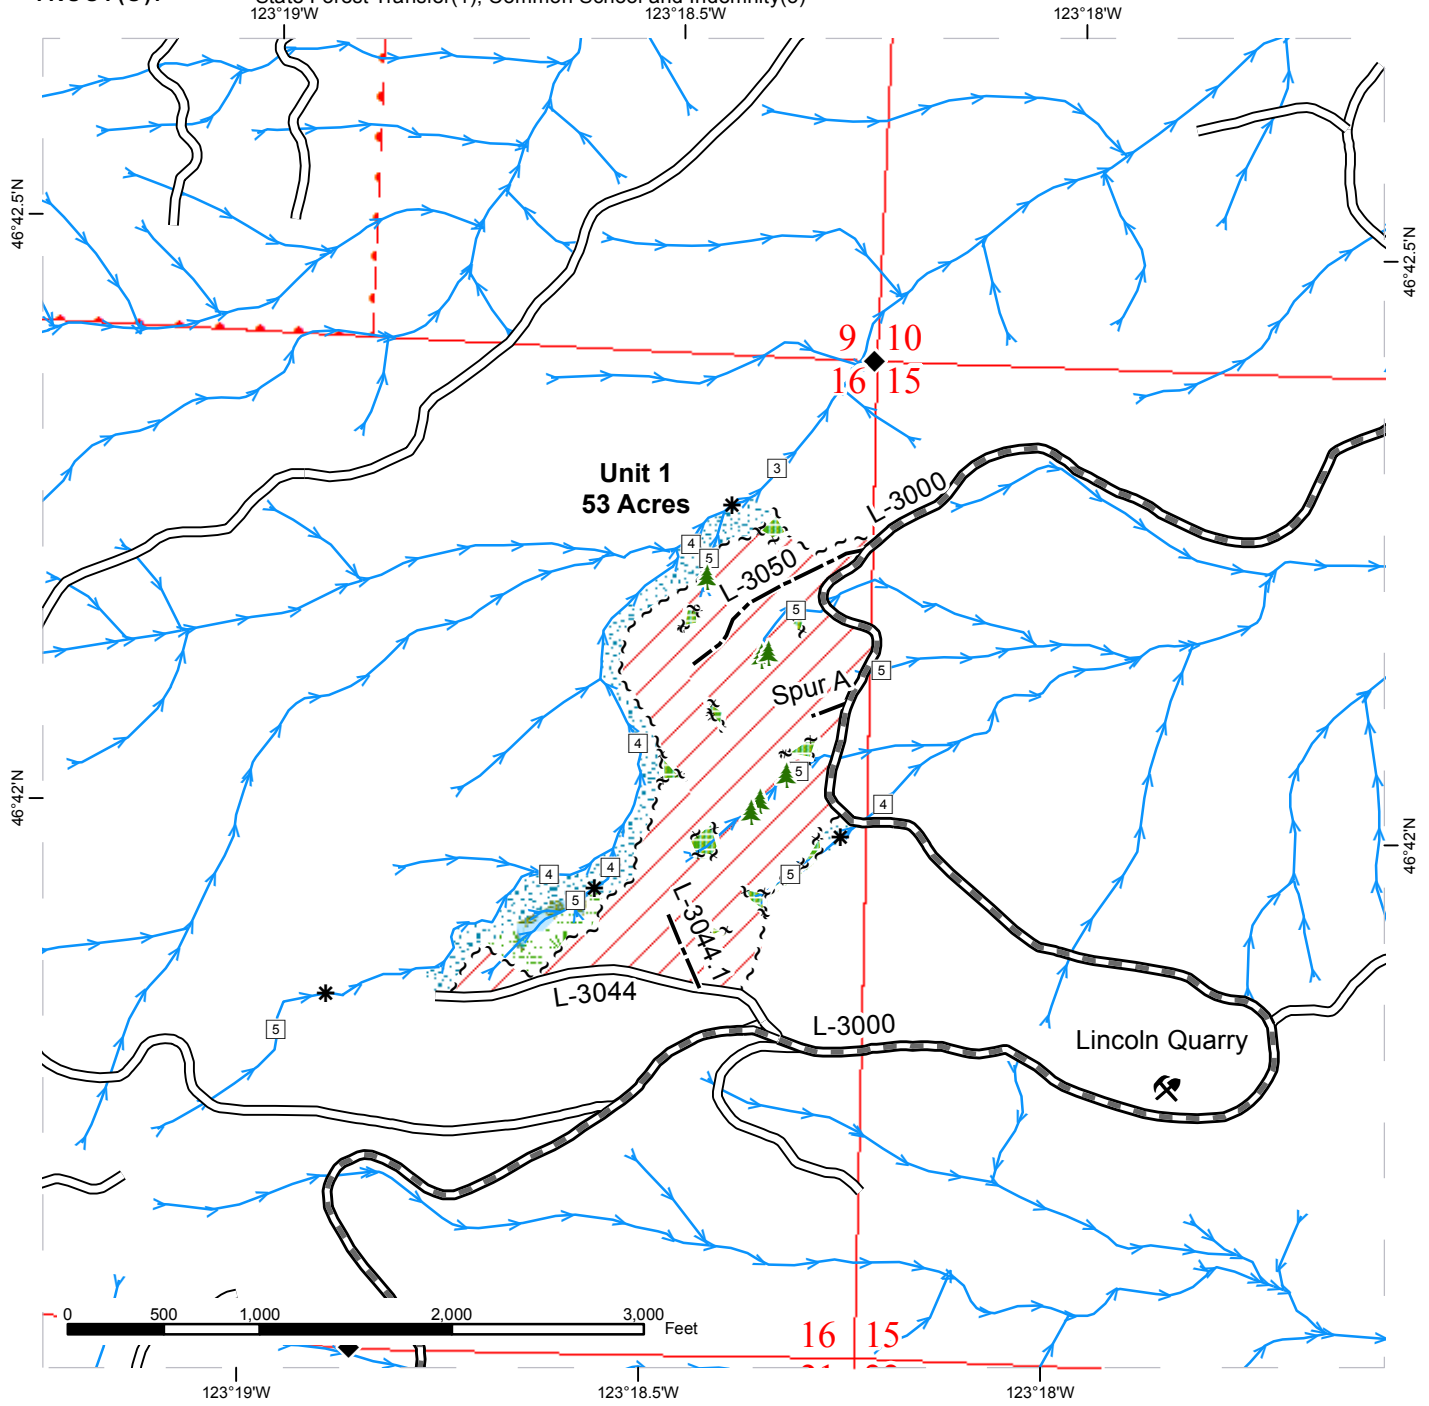 State Forest Transfer(1), Common School and Indemnity(3)
123°19'W
123°18.5'W
123°18'W
46°42.5'N
46°42.5'N
9
10
16
15
Unit 1
53 Acres
3
L-3000
4
5
L-3050
5
Spur A
5
4
5
46°42'N
4
46°42'N
4
4
5
5
L-3044.1
L-3044
5
L-3000
Lincoln Quarry
0
500
1,000
2,000
3,000
Feet
16
15
123°19'W
123°18.5'W
123°18'W